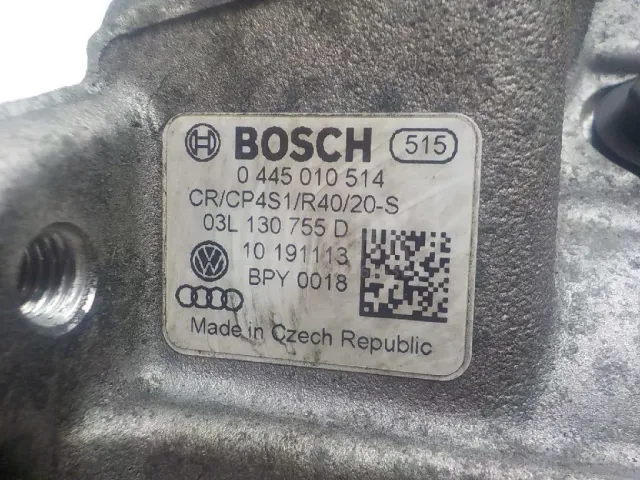 BOSCH 515
0 445 010 514
CR/CP4S1/R40/20-S
03L 130 755 D
10 191113
BPY 0018
Made in Czech Republic